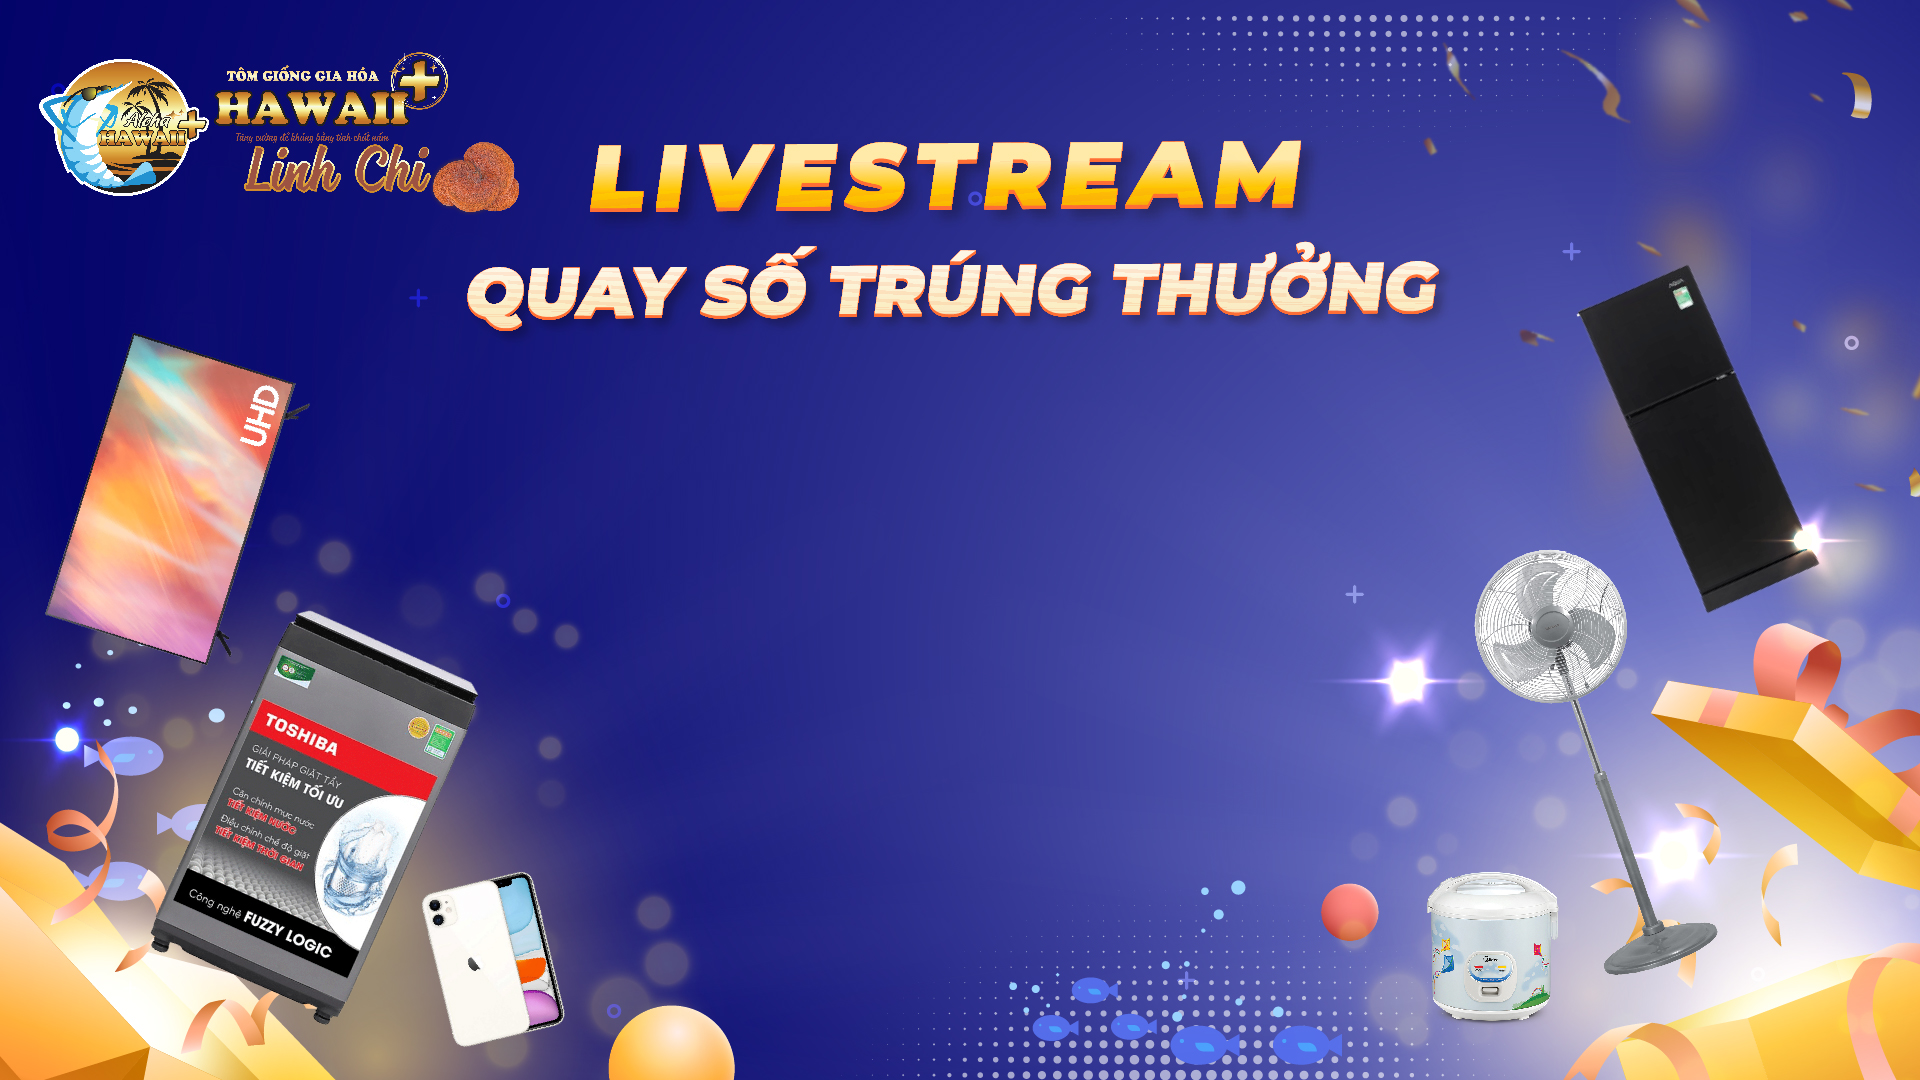 TÔM GIỐNG GIA HÓA
HAWAII+
Tăng cường đề kháng bằng tinh chất nấm
Linh Chi
Aloha
HAWAII+
LIVESTREAM
QUAY SỐ TRÚNG THƯỞNG
UHD
TOSHIBA
GIẢI PHÁP GIẶT TẨY
TIẾT KIỆM TỐI ƯU
Cân chỉnh mực nước
TIẾT KIỆM NƯỚC
Điều chỉnh chế độ giặt
TIẾT KIỆM THỜI GIAN
Công nghệ FUZZY LOGIC
AQUA